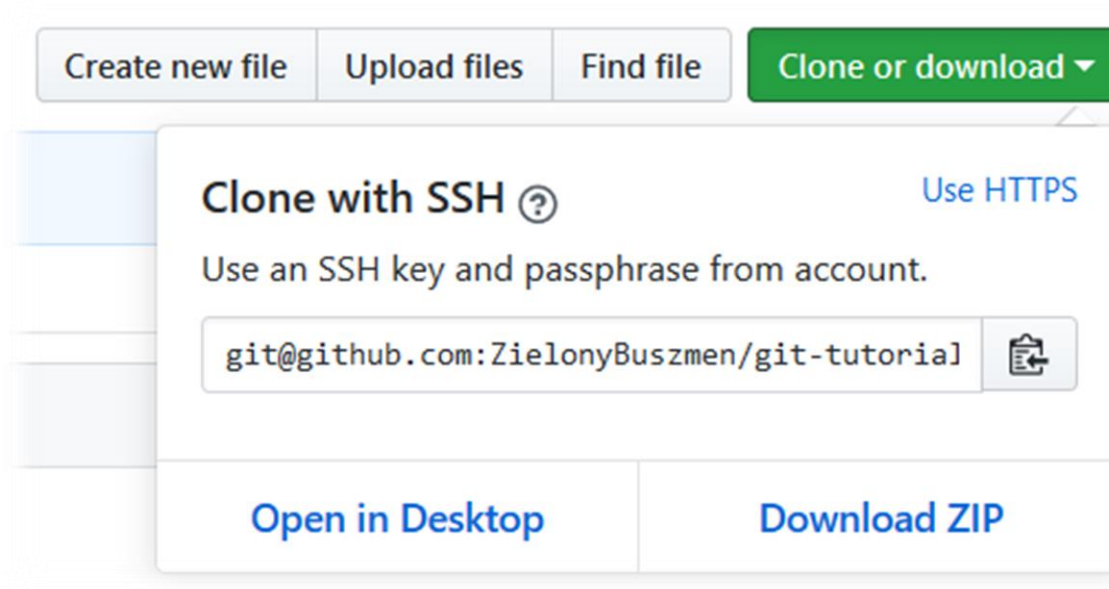 Create new file Upload files Find file Clone or download
Clone with SSH Use HTTPS
Use an SSH key and passphrase from account.
git@github.com:ZielonyBuszmen/git-tutorial
Open in Desktop Download ZIP